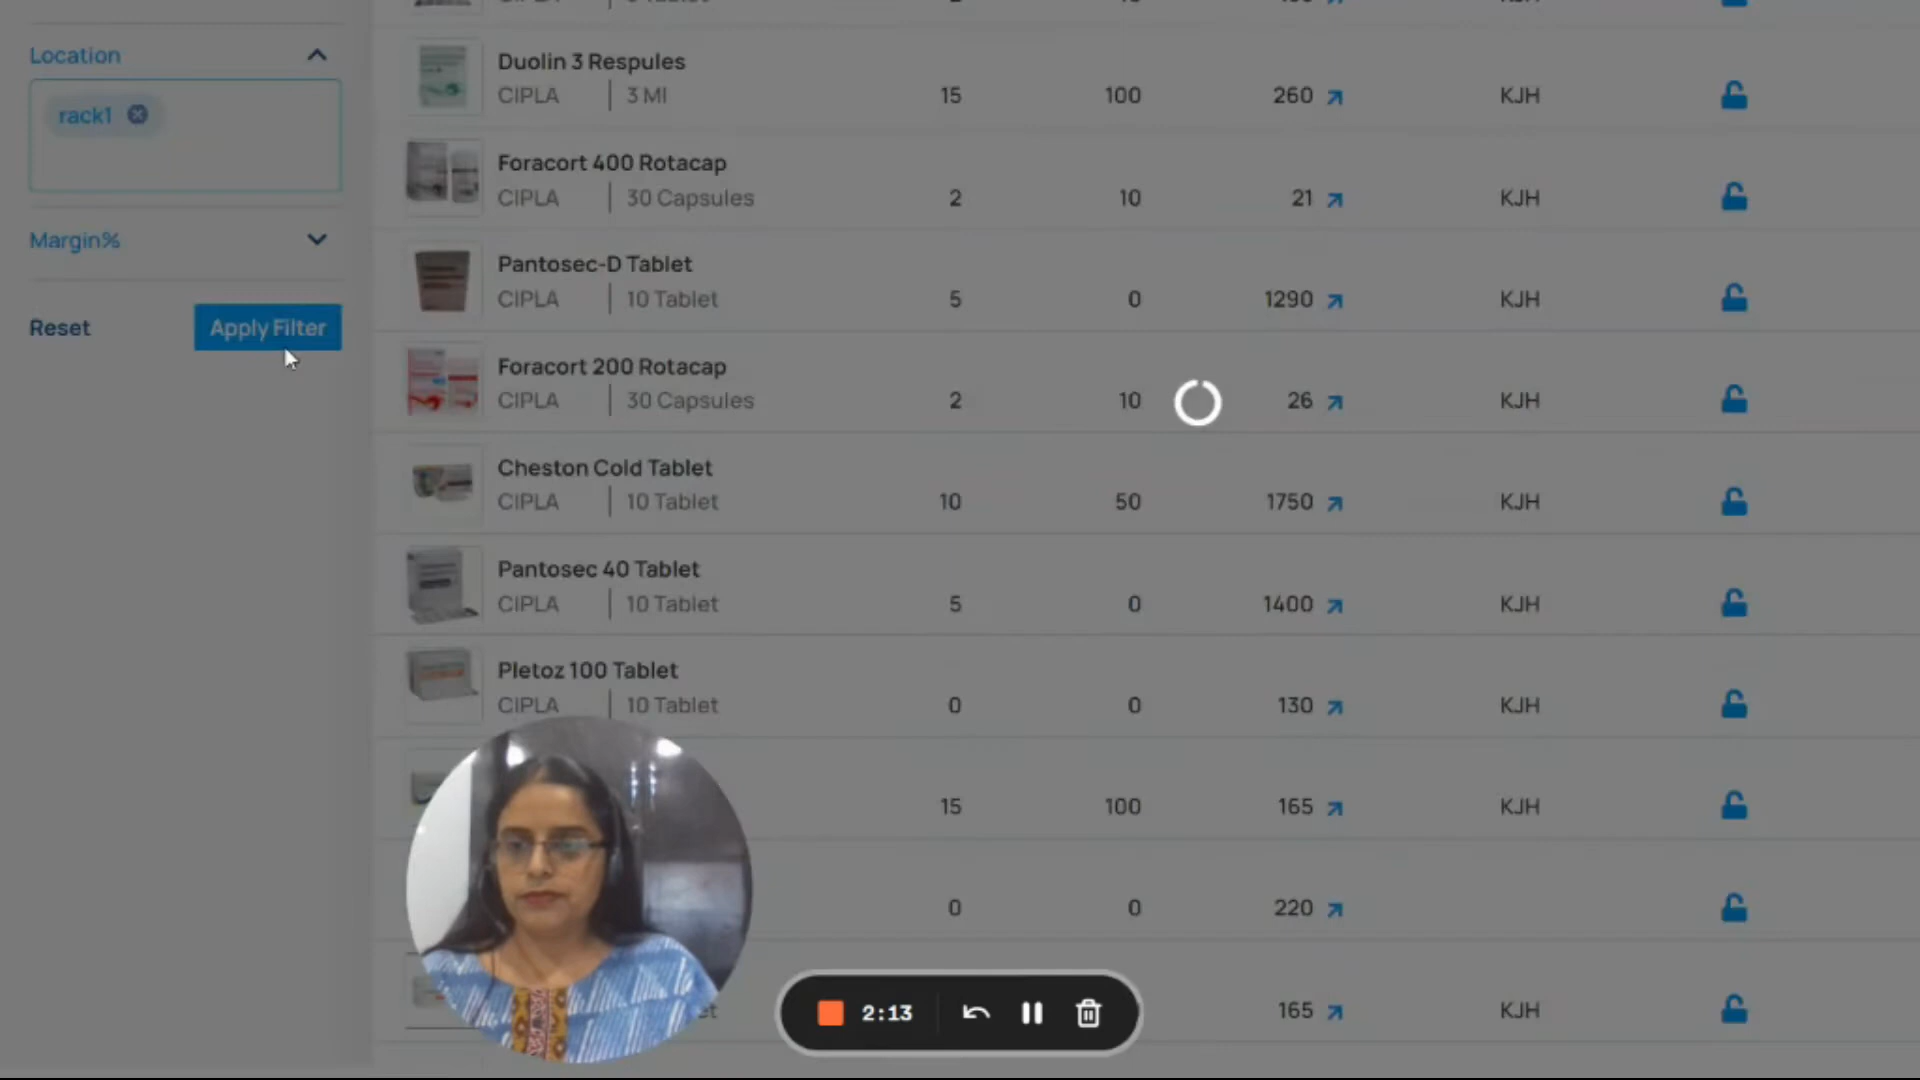 Location
rack1
Margin%
Reset
Apply Filter
Duolin 3 Respules
CIPLA | 3 Ml 15 100 260 KJH
Foracort 400 Rotacap
CIPLA | 30 Capsules 2 10 21 KJH
Pantosec-D Tablet
CIPLA | 10 Tablet 5 0 1290 KJH
Foracort 200 Rotacap
CIPLA | 30 Capsules 2 10 26 KJH
Cheston Cold Tablet
CIPLA | 10 Tablet 10 50 1750 KJH
Pantosec 40 Tablet
CIPLA | 10 Tablet 5 0 1400 KJH
Pletoz 100 Tablet
CIPLA | 10 Tablet 0 0 130 KJH
15 100 165 KJH
0 0 220
165 KJH
2:13